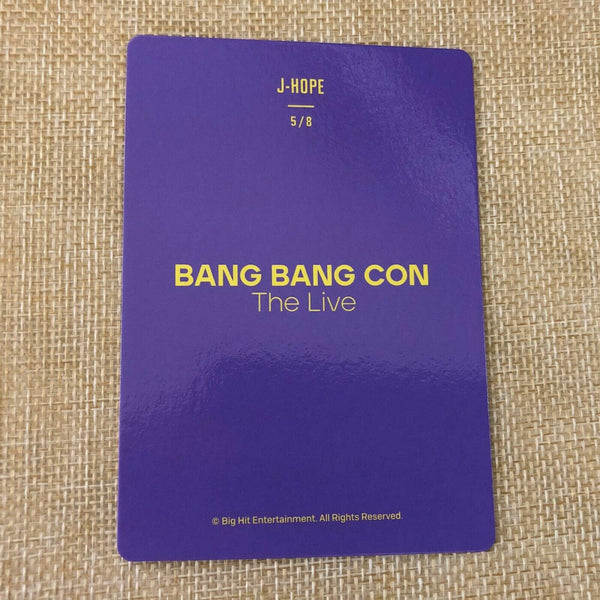 J-HOPE
5/8
BANG BANG CON
The Live
© Big Hit Entertainment. All Rights Reserved.